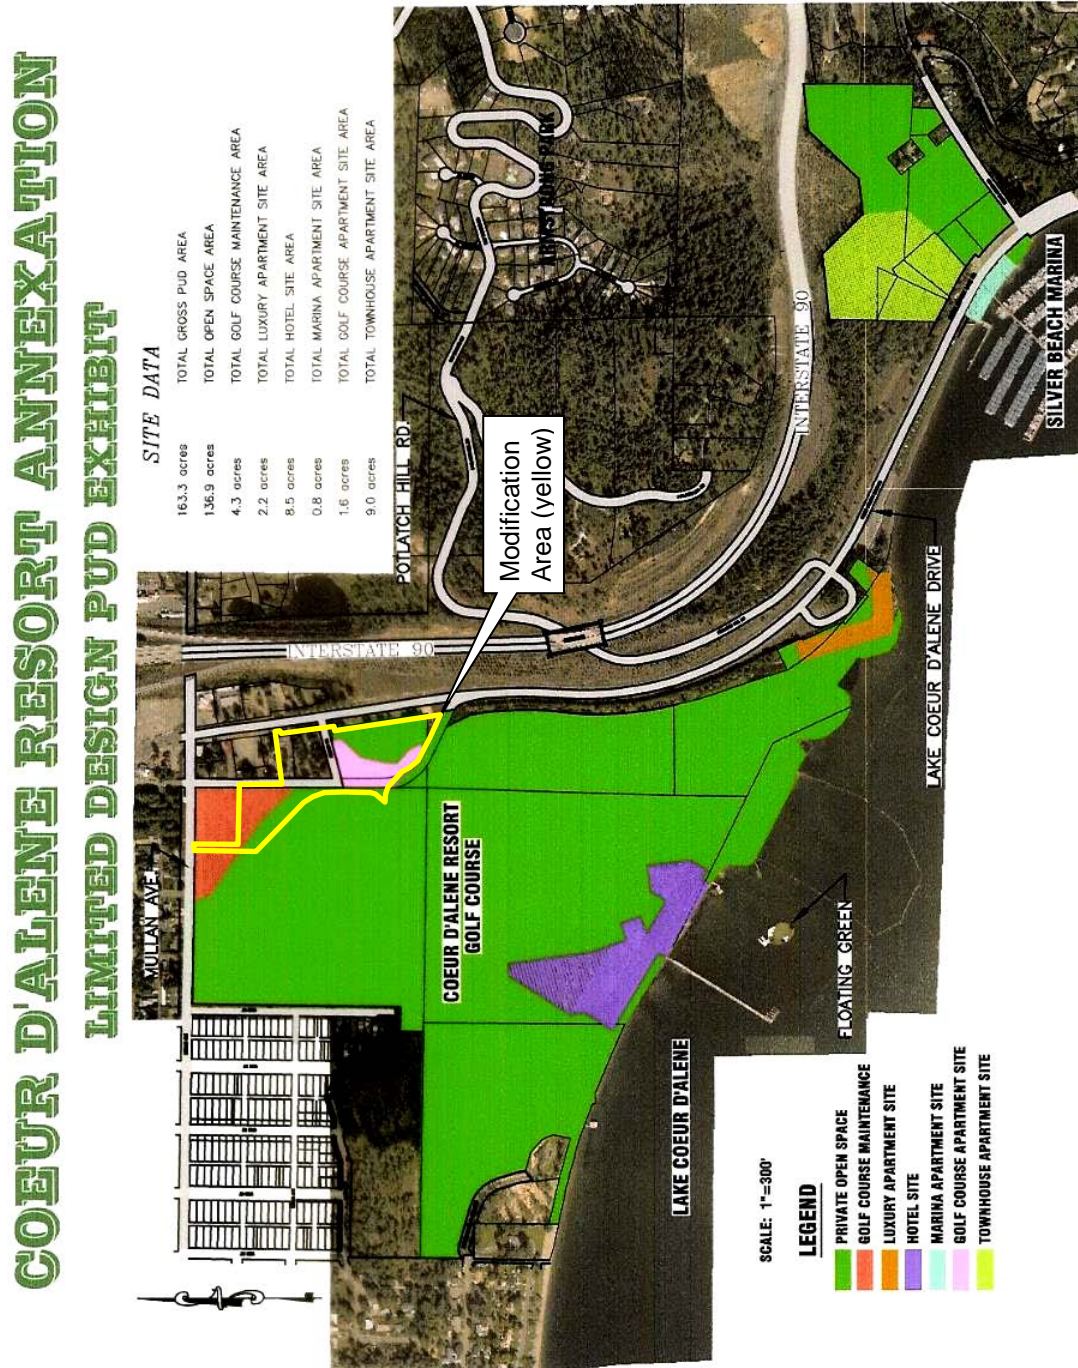 COEUR D'ALENE RESORT ANNEXATION
LIMITED DESIGN PUD EXHIBIT
SITE DATA
163.3 acres TOTAL GROSS PUD AREA
136.9 acres TOTAL OPEN SPACE AREA
4.3 acres TOTAL GOLF COURSE MAINTENANCE AREA
2.2 acres TOTAL LUXURY APARTMENT SITE AREA
8.5 acres TOTAL HOTEL SITE AREA
0.8 acres TOTAL MARINA APARTMENT SITE AREA
1.6 acres TOTAL GOLF COURSE APARTMENT SITE AREA
9.0 acres TOTAL TOWNHOUSE APARTMENT SITE AREA
MULLAN AVE.
INTERSTATE 90
POTLATCH HILL RD.
Modification
Area (yellow)
COEUR D'ALENE RESORT
GOLF COURSE
INTERSTATE 90
LAKE COEUR D'ALENE
FLOATING GREEN
LAKE COEUR D'ALENE DRIVE
SILVER BEACH MARINA
SCALE: 1"=300'
LEGEND
PRIVATE OPEN SPACE
GOLF COURSE MAINTENANCE
LUXURY APARTMENT SITE
HOTEL SITE
MARINA APARTMENT SITE
GOLF COURSE APARTMENT SITE
TOWNHOUSE APARTMENT SITE